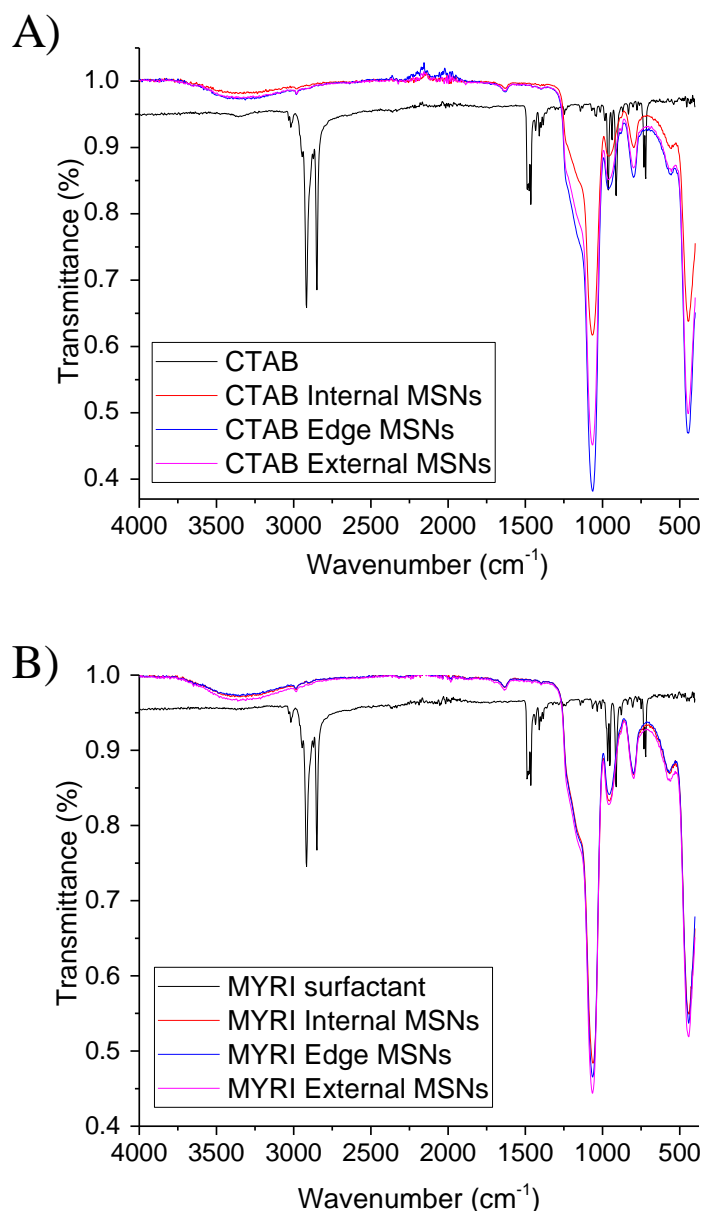 A)
1.0
0.9
0.8
0.7
0.6
0.5
0.4
Transmittance (%)
CTAB
CTAB Internal MSNs
CTAB Edge MSNs
CTAB External MSNs
4000 3500 3000 2500 2000 1500 1000 500
Wavenumber (cm⁻¹)
B)
1.0
0.9
0.8
0.7
0.6
0.5
0.4
Transmittance (%)
MYRI surfactant
MYRI Internal MSNs
MYRI Edge MSNs
MYRI External MSNs
4000 3500 3000 2500 2000 1500 1000 500
Wavenumber (cm⁻¹)